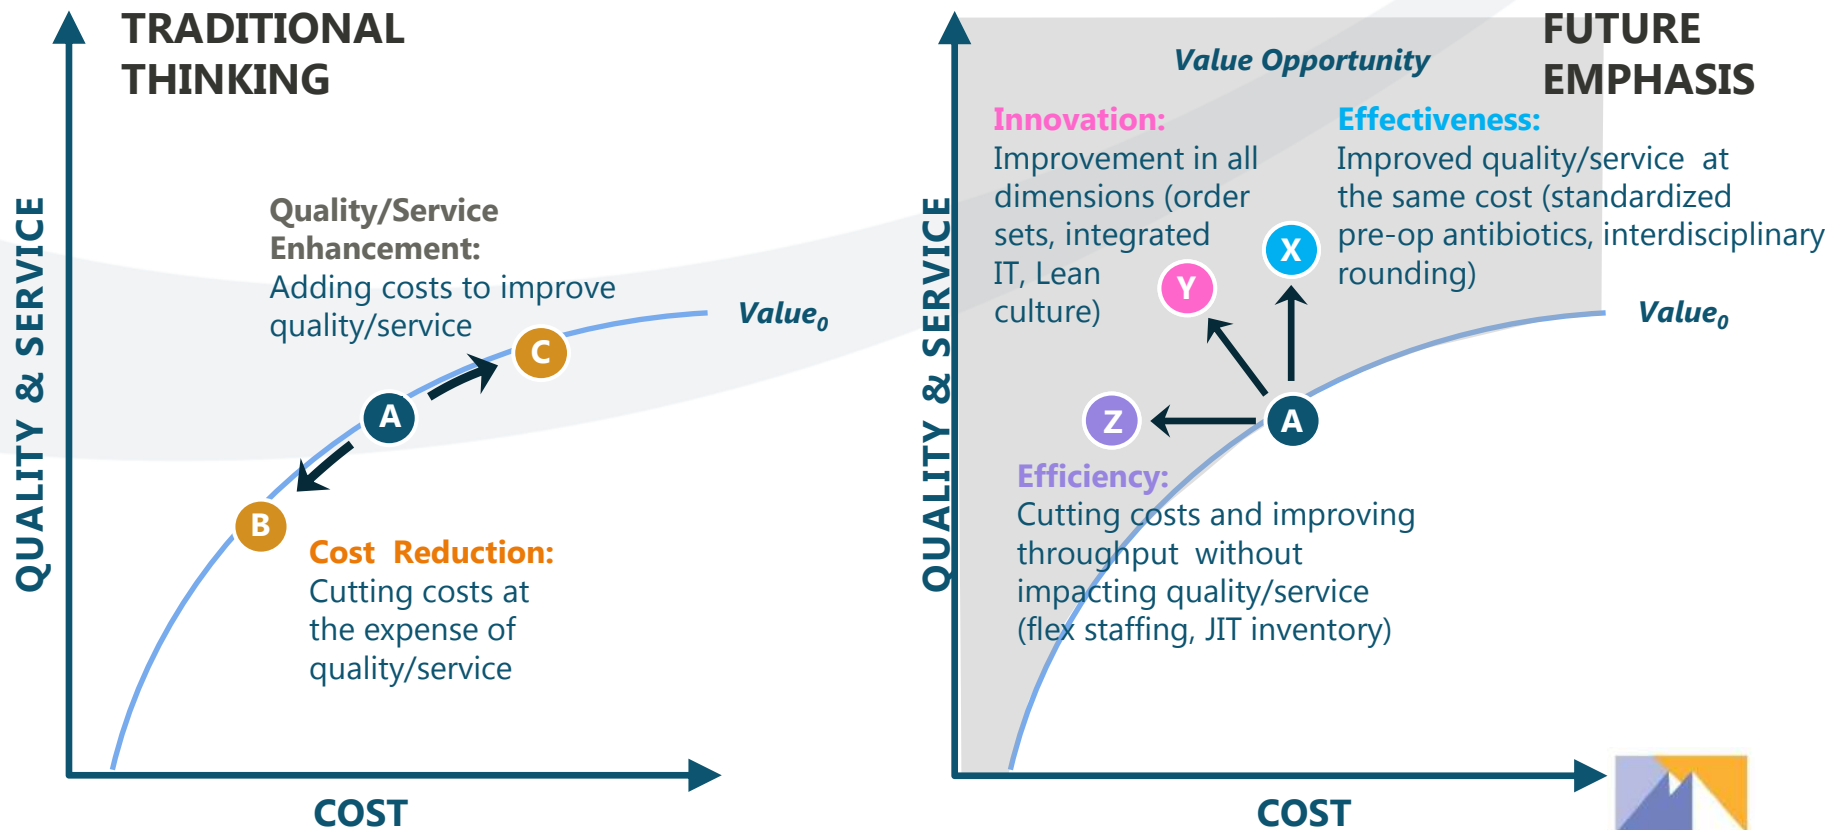 TRADITIONAL
THINKING
QUALITY & SERVICE
Quality/Service
Enhancement:
Adding costs to improve
quality/service
Value0
C
A
B
Cost Reduction:
Cutting costs at
the expense of
quality/service
COST
FUTURE
EMPHASIS
Value Opportunity
QUALITY & SERVICE
Innovation:
Improvement in all
dimensions (order
sets, integrated
IT, Lean
culture)
Effectiveness:
Improved quality/service at
the same cost (standardized
pre-op antibiotics, interdisciplinary
rounding)
X
Y
Value0
Z
A
Efficiency:
Cutting costs and improving
throughput without
impacting quality/service
(flex staffing, JIT inventory)
COST